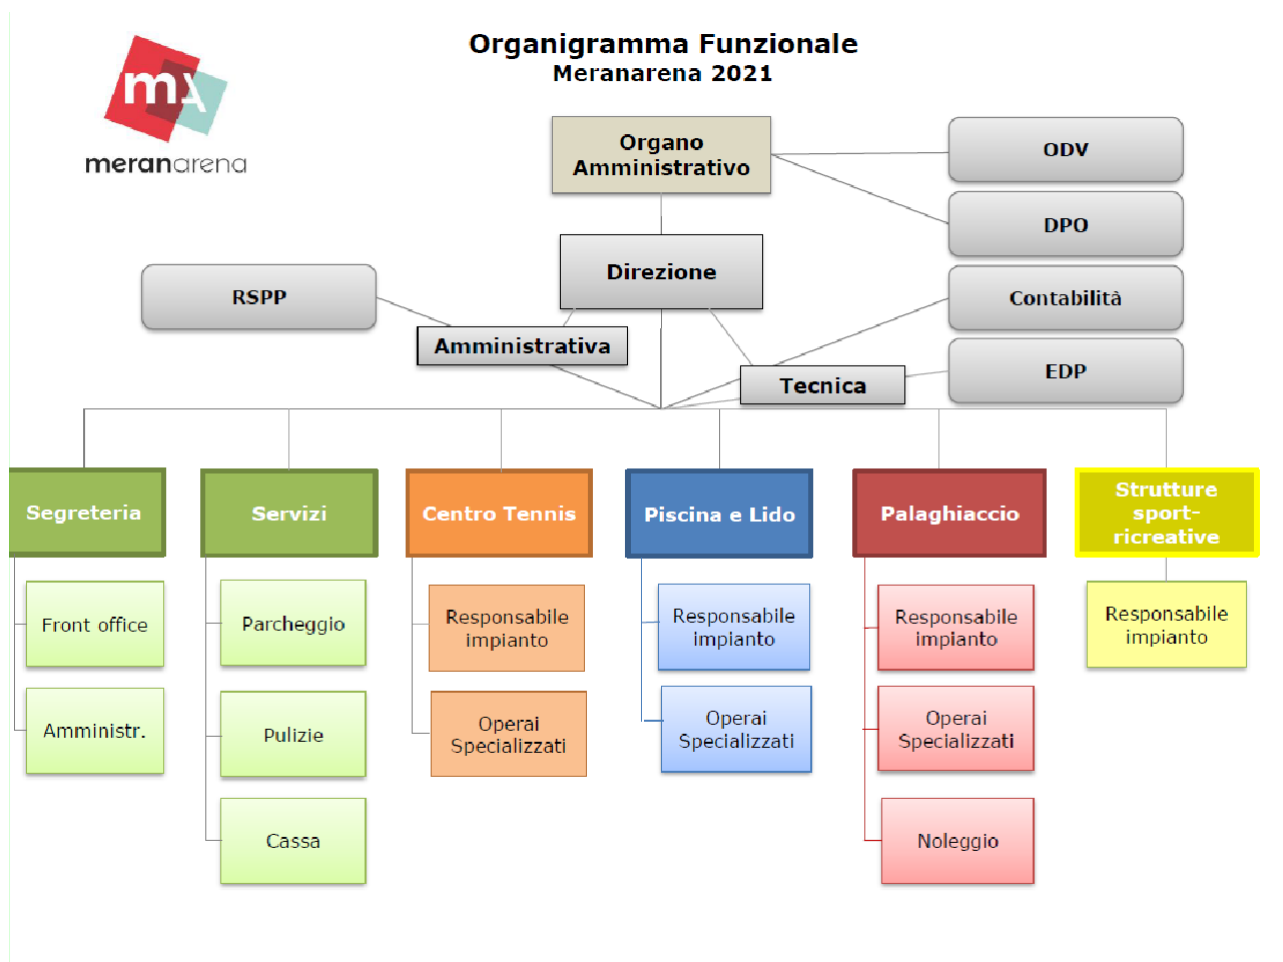 Organigramma Funzionale
Meranarena 2021
mA
meranarena
Organo
Amministrativo
ODV
DPO
Direzione
RSPP
Contabilità
Amministrativa
EDP
Tecnica
Segreteria
Servizi
Centro Tennis
Piscina e Lido
Palaghiaccio
Strutture
sport-
ricreative
Front office
Amministr.
Parcheggio
Pulizie
Cassa
Responsabile
impianto
Operai
Specializzati
Responsabile
impianto
Operai
Specializzati
Responsabile
impianto
Operai
Specializzati
Noleggio
Responsabile
impianto